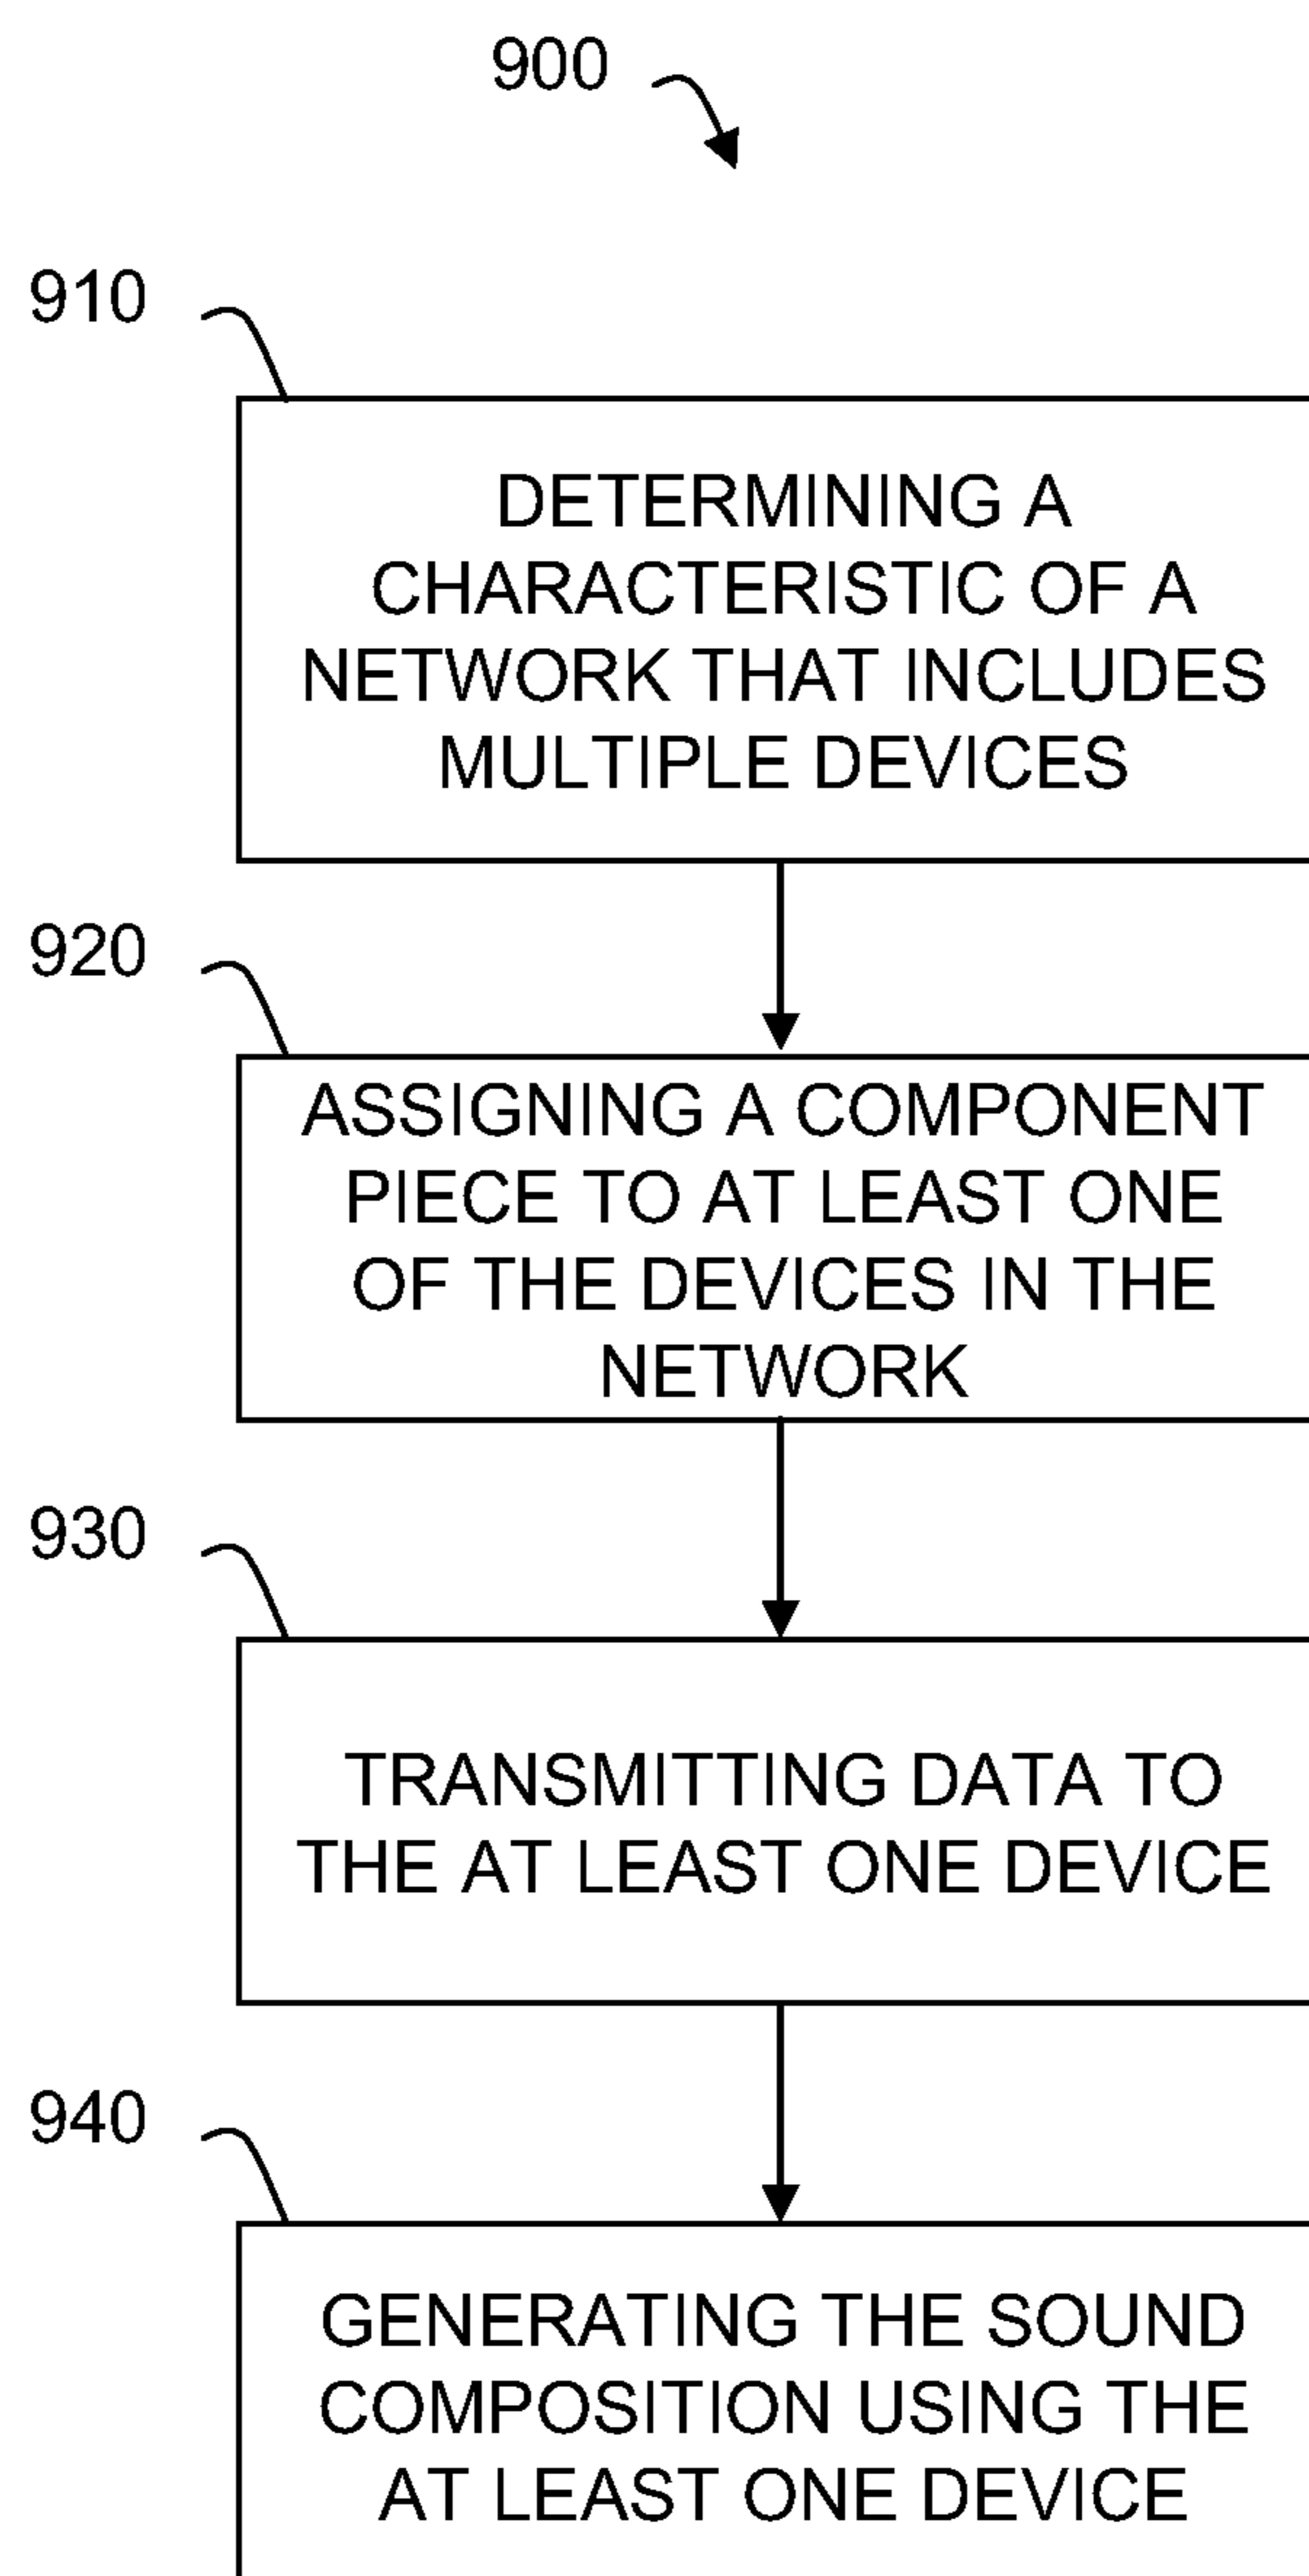 900
910
DETERMINING A
CHARACTERISTIC OF A
NETWORK THAT INCLUDES
MULTIPLE DEVICES
920
ASSIGNING A COMPONENT
PIECE TO AT LEAST ONE
OF THE DEVICES IN THE
NETWORK
930
TRANSMITTING DATA TO
THE AT LEAST ONE DEVICE
940
GENERATING THE SOUND
COMPOSITION USING THE
AT LEAST ONE DEVICE